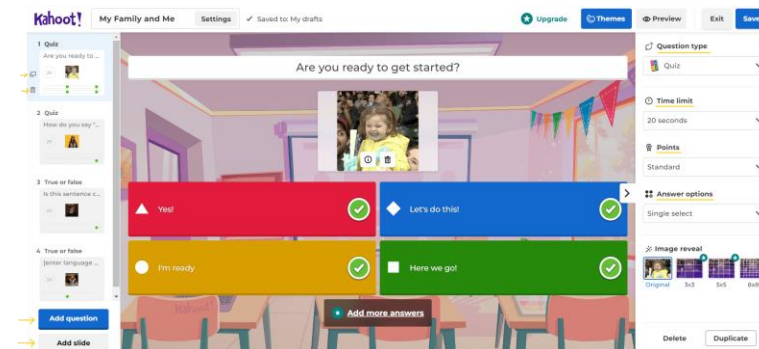 Kahoot!
My Family and Me
Settings
Saved to: My drafts
Upgrade
Themes
Preview
Exit
Save
1 Quiz
Are you ready to ...
2 Quiz
How do you say "...
3 True or false
Is this sentence c...
4 True or false
[enter language ...
Add question
Add slide
Are you ready to get started?
Yes!
Let's do this!
I'm ready
Here we go!
Add more answers
Question type
Quiz
Time limit
20 seconds
Points
Standard
Answer options
Single select
Image reveal
Original
3x3
5x5
8x8
Delete
Duplicate